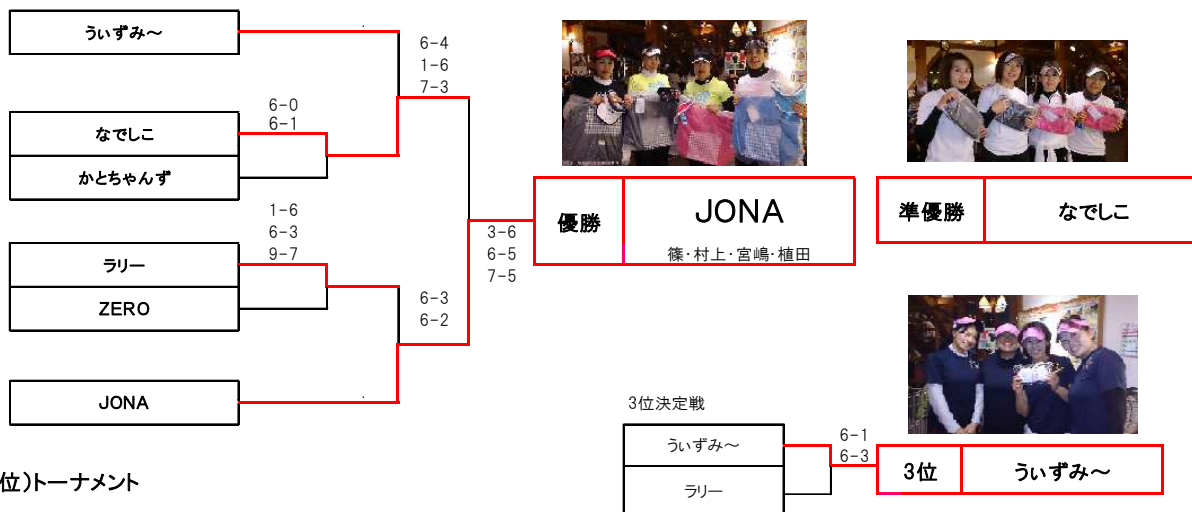 ういずみ～
6-4
1-6
7-3
なでしこ
かとちゃんず
6-0
6-1
ラリー
ZERO
1-6
6-3
9-7
JONA
6-3
6-2
3-6
6-5
7-5
優勝
JONA
篠・村上・宮嶋・植田
準優勝
なでしこ
3位決定戦
ういずみ～
ラリー
6-1
6-3
3位
ういずみ～
位)トーナメント